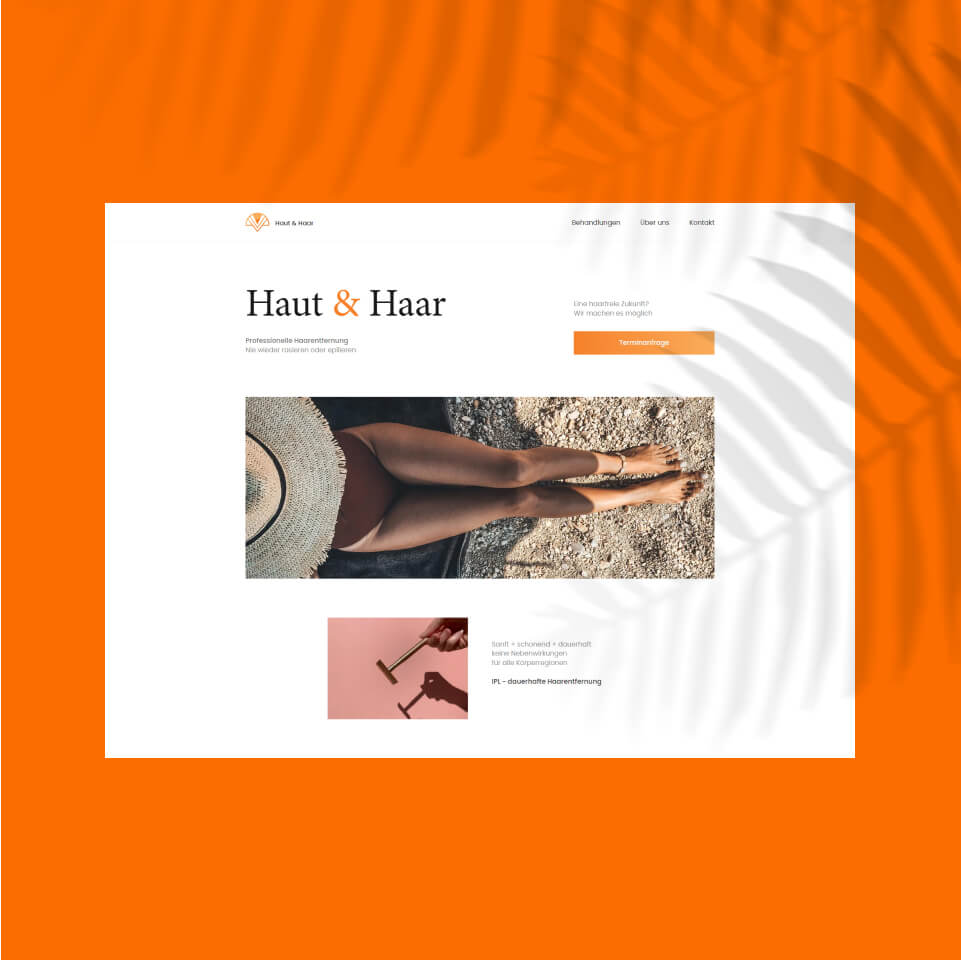 Haut & Haar
Behandlungen Über uns Kontakt
Haut & Haar
Professionelle Haarentfernung
Nie wieder rasieren oder epilieren
Eine haarfreie Zukunft?
Wir machen es möglich
Terminanfrage
Sanft + schonend + dauerhaft
keine Nebenwirkungen
für alle Körperregionen
IPL - dauerhafte Haarentfernung